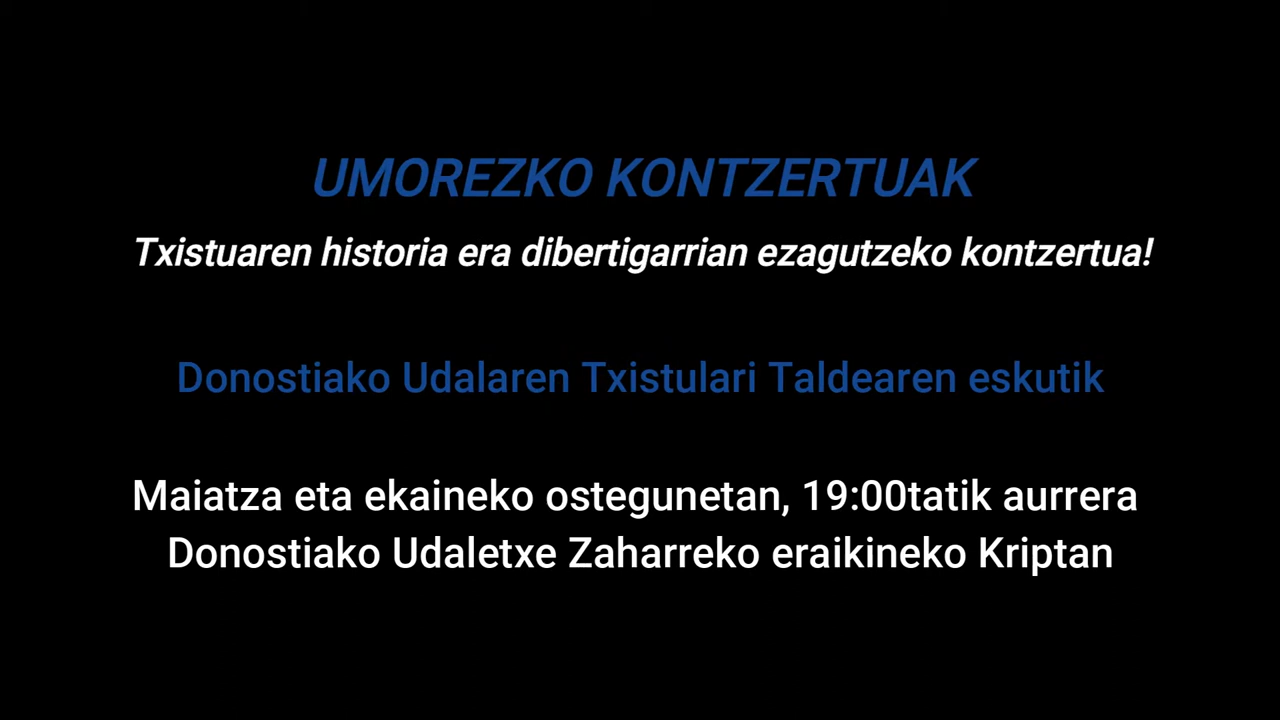 UMOREZKO KONTZERTUAK
Txistuaren historia era dibertigarrian ezagutzeko kontzertua!
Donostiako Udalaren Txistulari Taldearen eskutik
Maiatza eta ekaineko ostegunetan, 19:00tatik aurrera
Donostiako Udaletxe Zaharreko eraikineko Kriptan